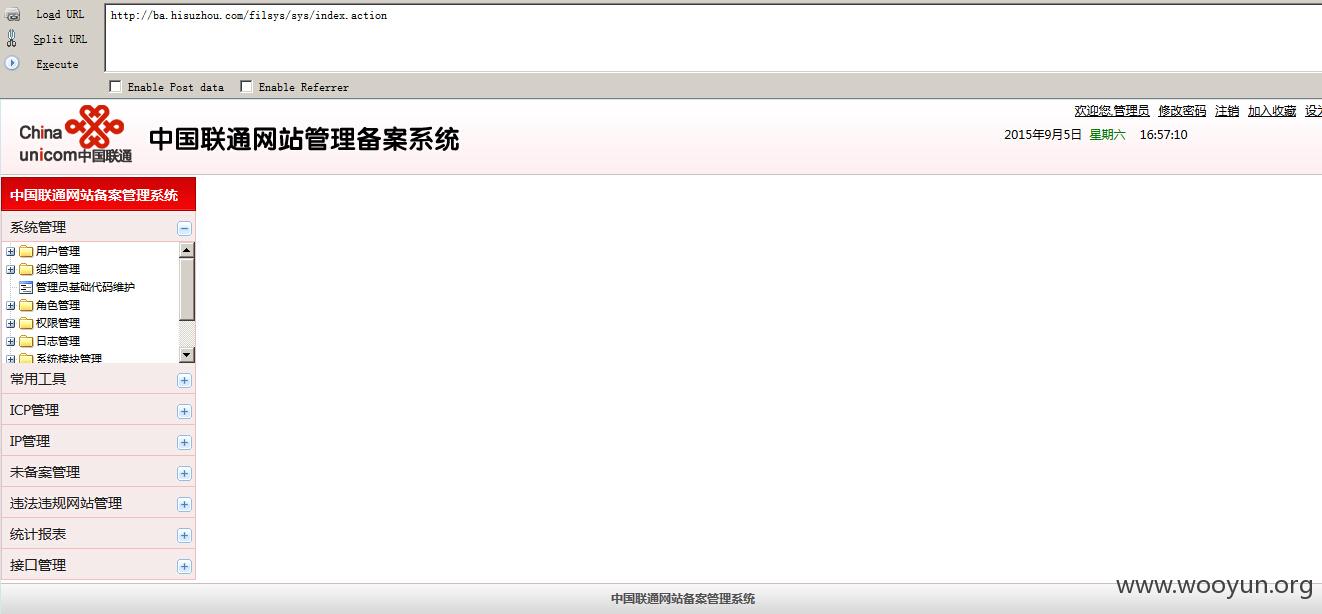 Load URL
http://ba.hisuzhou.com/filsys/sys/index.action
Split URL
Execute
Enable Post data Enable Referrer
China
unicom中国联通
中国联通网站管理备案系统
欢迎您,管理员 修改密码 注销 加入收藏 设为
2015年9月5日 星期六 16:57:10
中国联通网站备案管理系统
系统管理
用户管理
组织管理
管理员基础代码维护
角色管理
权限管理
日志管理
系统模块管理
常用工具
ICP管理
IP管理
未备案管理
违法违规网站管理
统计报表
接口管理
中国联通网站备案管理系统
www.wooyun.org